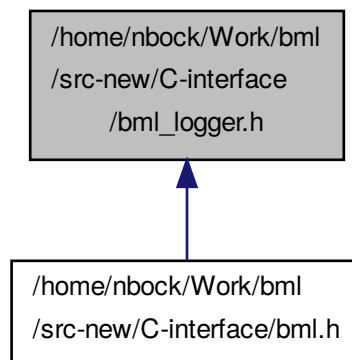 /home/nbock/Work/bml
/src-new/C-interface
/bml_logger.h
/home/nbock/Work/bml
/src-new/C-interface/bml.h